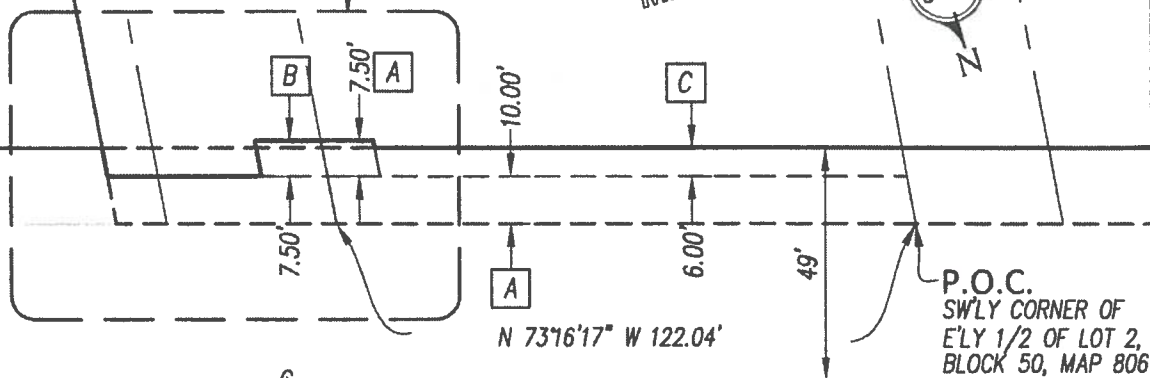 B
7.50'
A
10.00'
C
N
7.50'
A
6.00'
49'
N 73°16'17" W 122.04'
P.O.C.
SW'LY CORNER OF
E'LY 1/2 OF LOT 2,
BLOCK 50, MAP 806